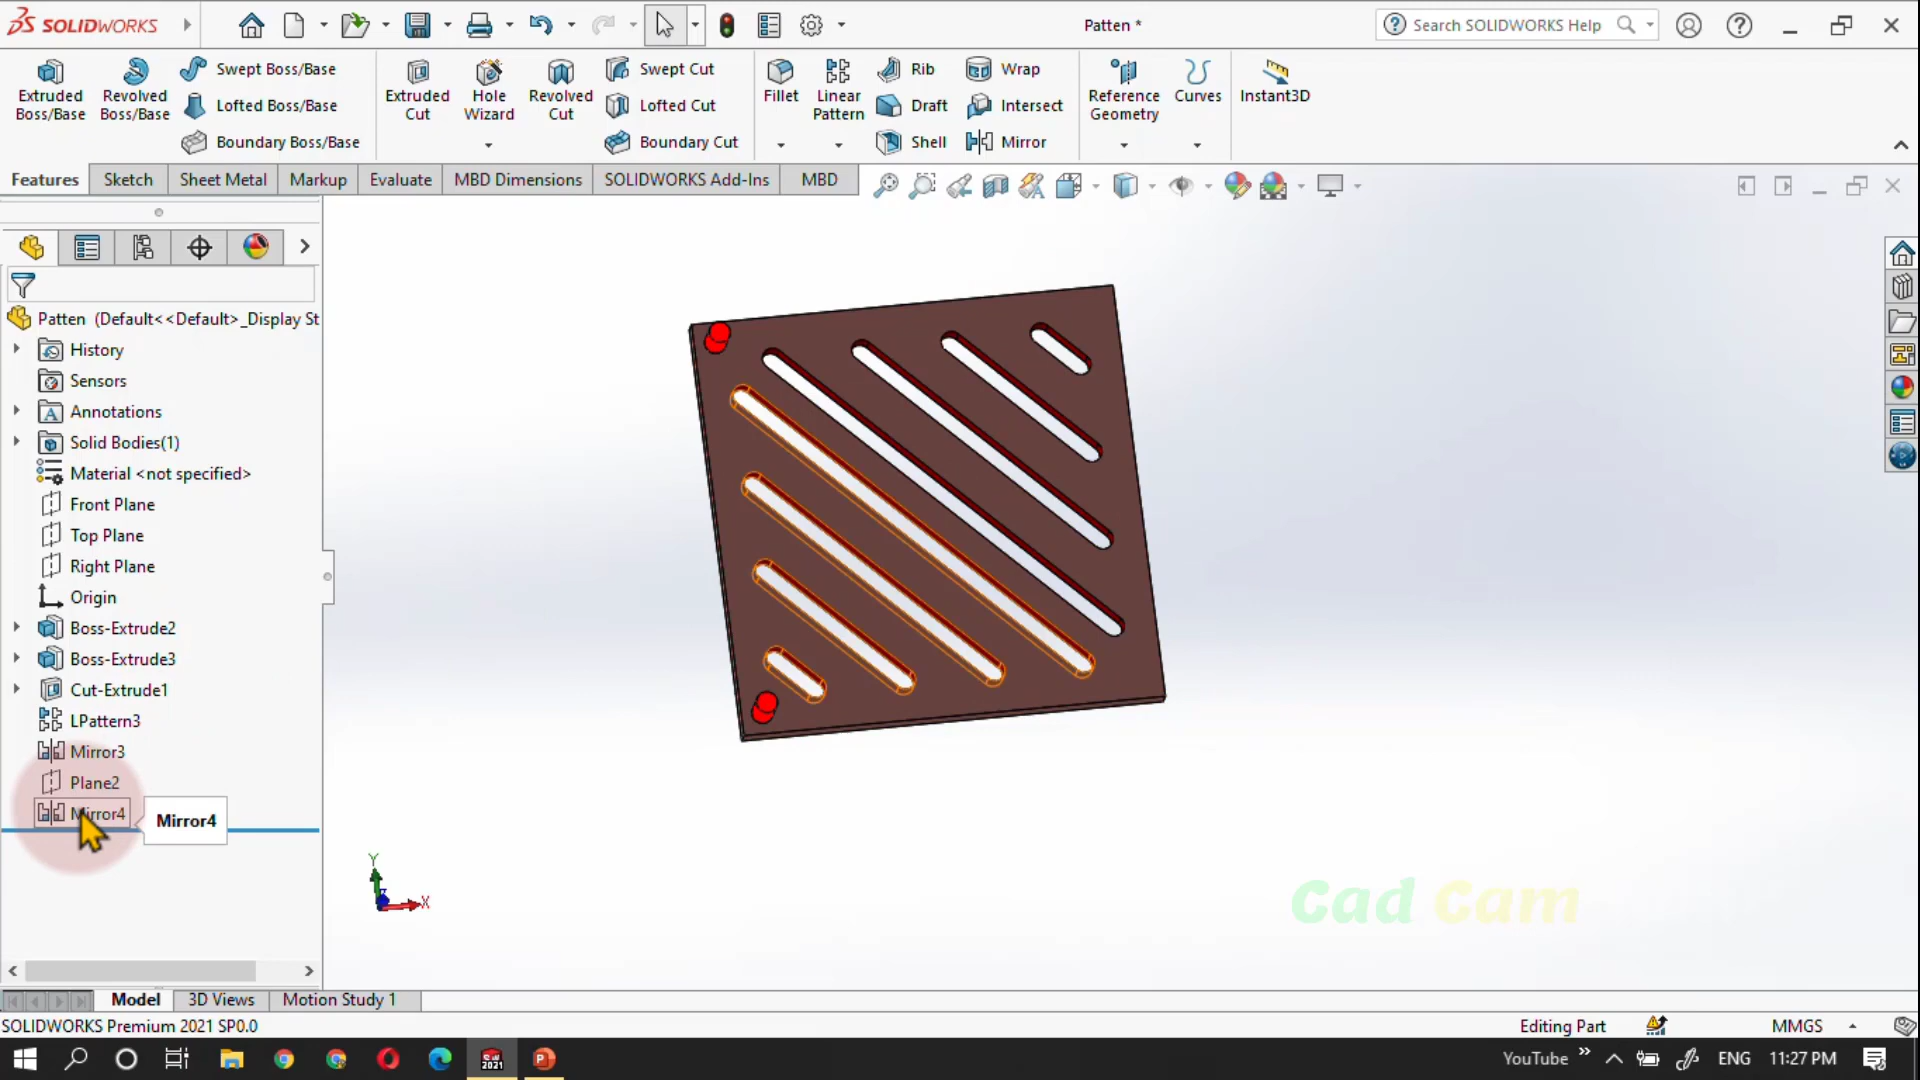 SOLIDWORKS
Patten *
Search SOLIDWORKS Help
Extruded Boss/Base
Revolved Boss/Base
Swept Boss/Base
Lofted Boss/Base
Boundary Boss/Base
Extruded Cut
Hole Wizard
Revolved Cut
Swept Cut
Lofted Cut
Boundary Cut
Fillet
Linear Pattern
Rib
Draft
Shell
Wrap
Intersect
Mirror
Reference Geometry
Curves
Instant3D
Features
Sketch
Sheet Metal
Markup
Evaluate
MBD Dimensions
SOLIDWORKS Add-Ins
MBD
Patten (Default<<Default>_Display St
History
Sensors
Annotations
Solid Bodies(1)
Material <not specified>
Front Plane
Top Plane
Right Plane
Origin
Boss-Extrude2
Boss-Extrude3
Cut-Extrude1
LPattern3
Mirror3
Plane2
Mirror4
Mirror4
Y
Z
X
Cad Cam
Model
3D Views
Motion Study 1
SOLIDWORKS Premium 2021 SP0.0
Editing Part
MMGS
2021
YouTube
ENG
11:27 PM